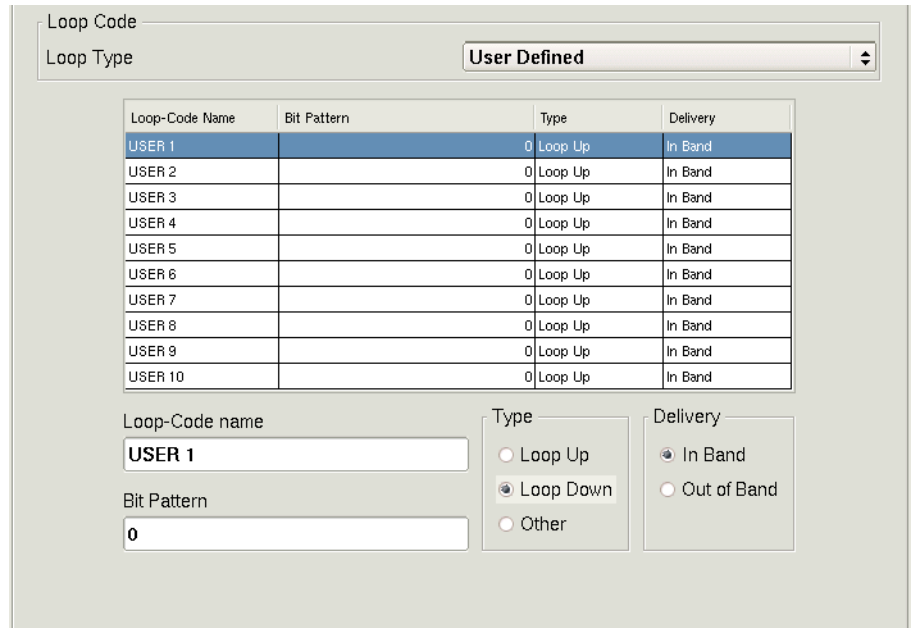 Loop Code
Loop Type User Defined
Loop-Code Name Bit Pattern Type Delivery
USER 1 0 Loop Up In Band
USER 2 0 Loop Up In Band
USER 3 0 Loop Up In Band
USER 4 0 Loop Up In Band
USER 5 0 Loop Up In Band
USER 6 0 Loop Up In Band
USER 7 0 Loop Up In Band
USER 8 0 Loop Up In Band
USER 9 0 Loop Up In Band
USER 10 0 Loop Up In Band
Loop-Code name
USER 1
Bit Pattern
0
Type
Loop Up
Loop Down
Other
Delivery
In Band
Out of Band